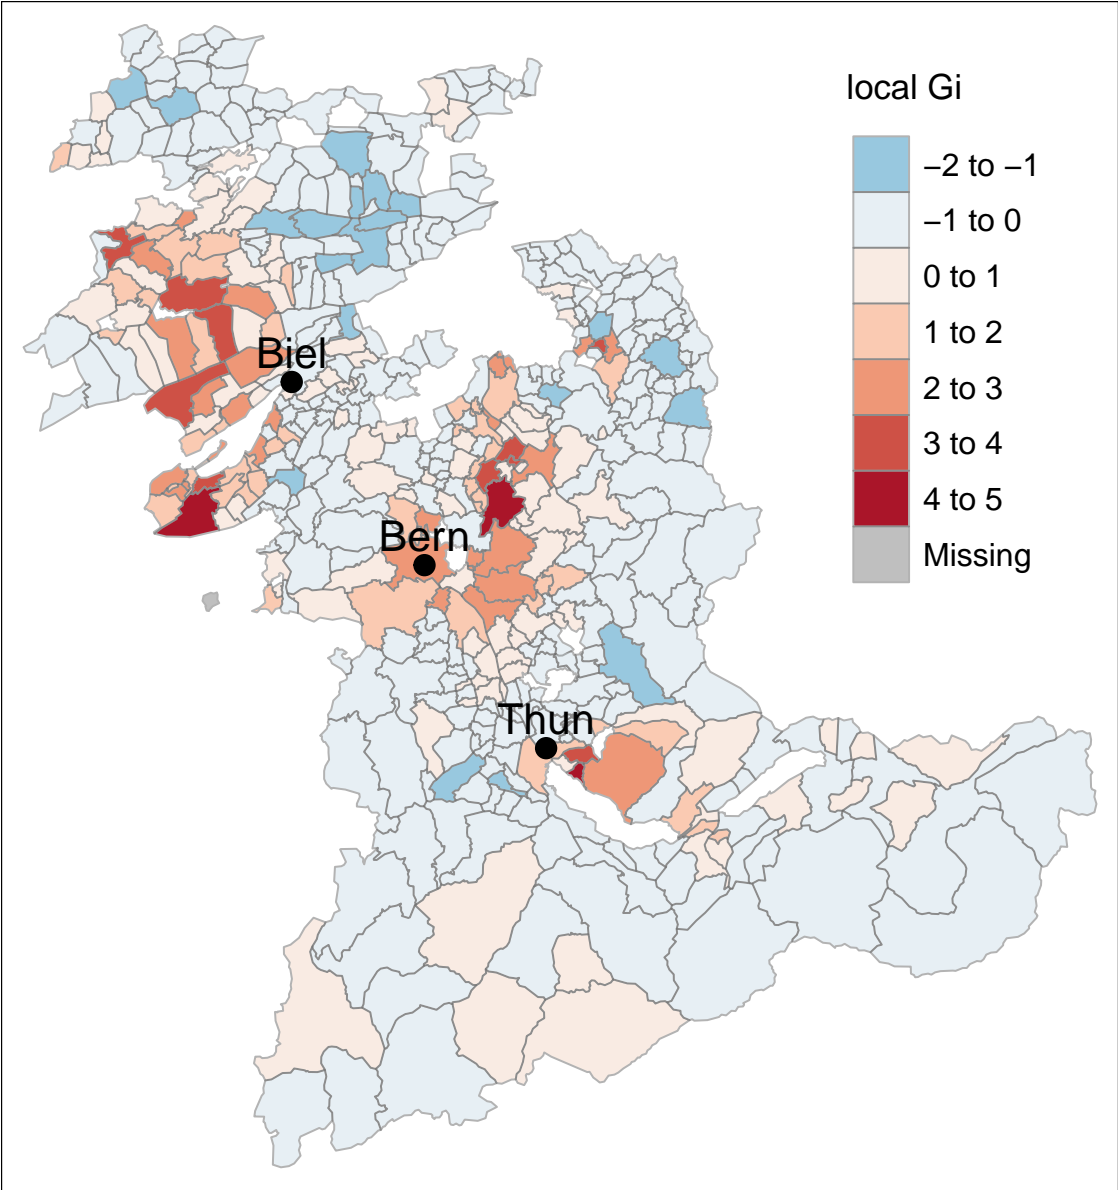 local Gi
−2 to −1
−1 to 0
0 to 1
1 to 2
2 to 3
3 to 4
4 to 5
Missing
Biel
Bern
Thun